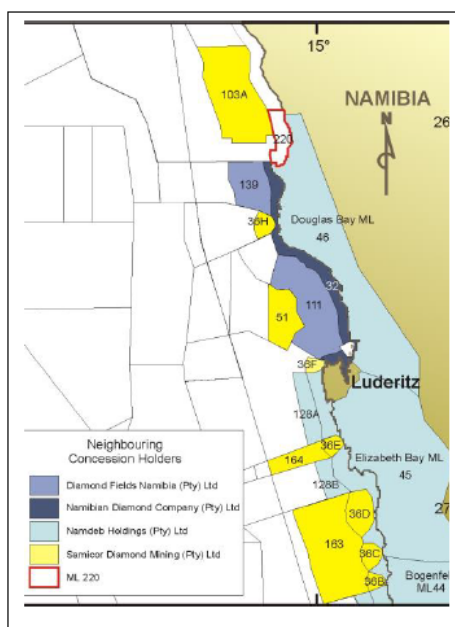 15°
103A
NAMIBIA
N
26
220
139
36H
Douglas Bay ML
46
32
111
51
T
36F
Luderitz
128A
36E
164
Elizabeth Bay ML
45
128B
27
36D
163
36C
36B
Bogenfel
ML44
Neighbouring
Concession Holders
Diamond Fields Namibia (Pty) Ltd
Namibian Diamond Company (Pty) Ltd
Namdeb Holdings (Pty) Ltd
Samicor Diamond Mining (Pty) Ltd
ML 220